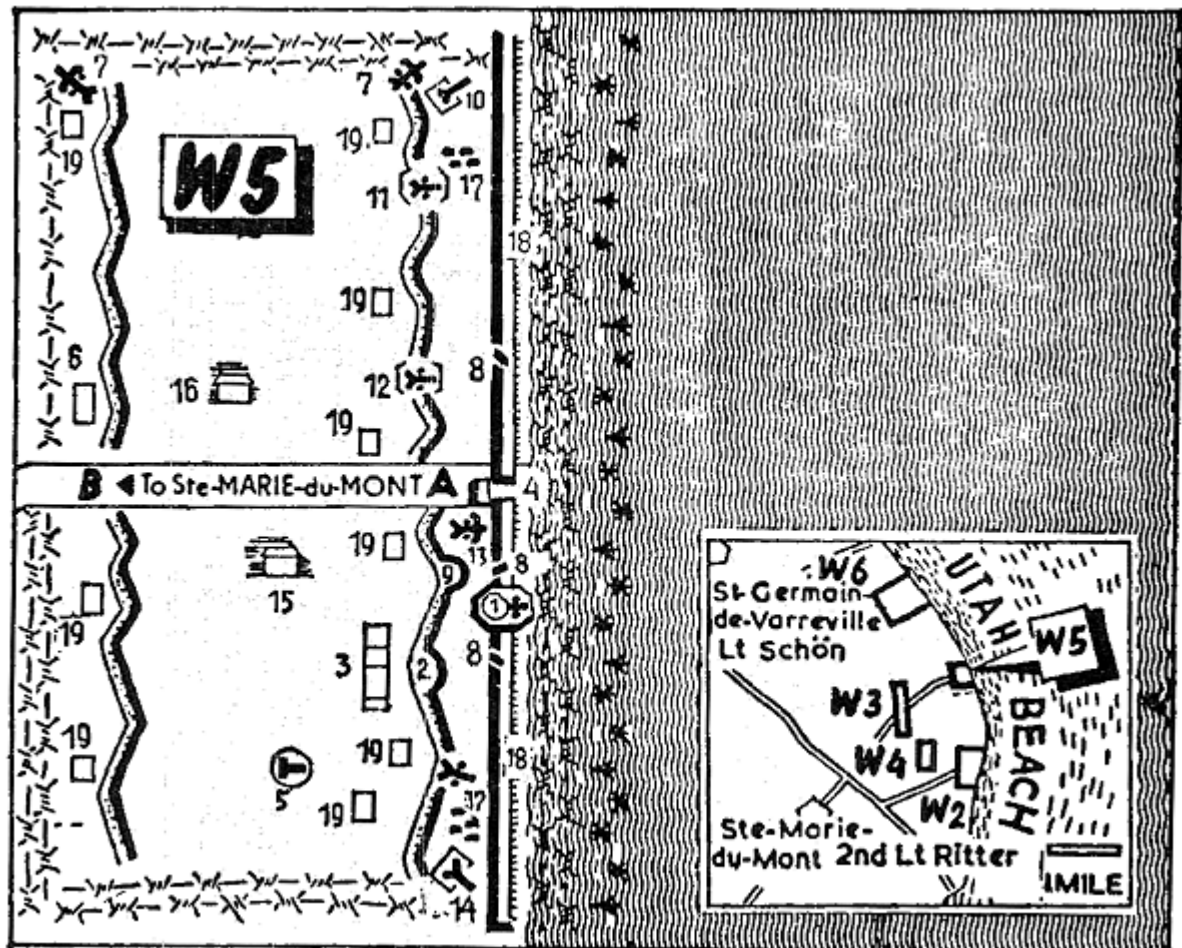 7
7
10
19
19.
W5
11
17
18
19
6
8
16
12
19
B ◄ To Ste-MARIE-du-MONT A
4
19
13
8
9
15
19
1
3
2
8
19
19
18
5
19
14
W6
UTAH
St-Germain-
de-Varreville
Lt Schön
W5
W3
BEACH
W4
W2
Ste-Marie-
du-Mont 2nd Lt Ritter
1 MILE